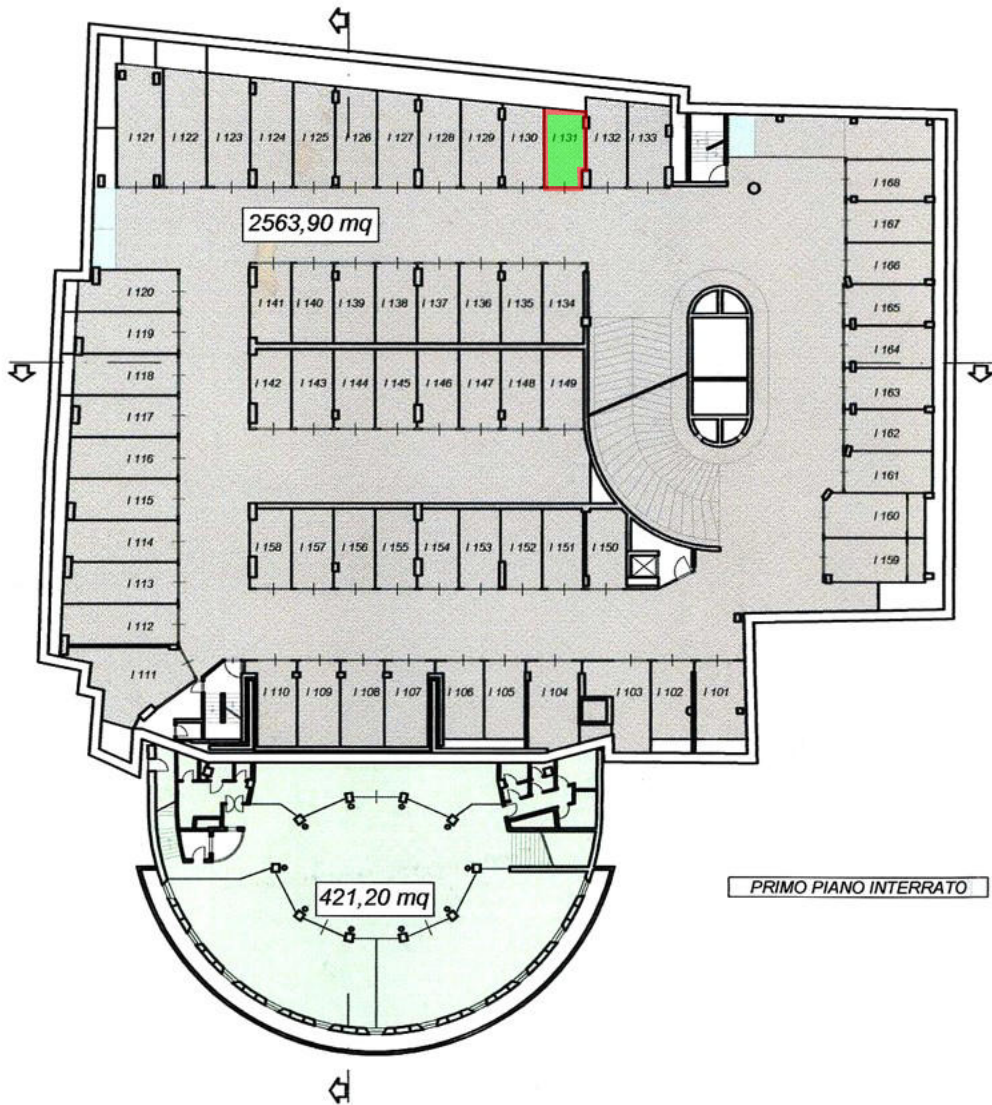 I 121 I 122 I 123 I 124 I 125 I 126 I 127 I 128 I 129 I 130 I 131 I 132 I 133
I 168
I 167
2563,90 mq
I 166
I 120
I 141 I 140 I 139 I 138 I 137 I 136 I 135 I 134
I 165
I 119
I 164
I 118
I 142 I 143 I 144 I 145 I 146 I 147 I 148 I 149
I 163
I 117
I 162
I 116
I 161
I 115
I 160
I 114
I 158 I 157 I 156 I 155 I 154 I 153 I 152 I 151 I 150
I 159
I 113
I 112
I 111
I 110 I 109 I 108 I 107 I 106 I 105 I 104 I 103 I 102 I 101
421,20 mq
PRIMO PIANO INTERRATO